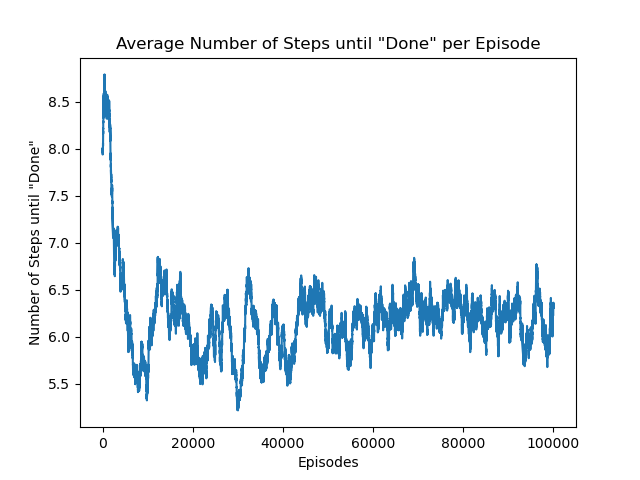 Average Number of Steps until "Done" per Episode
Number of Steps until "Done"
8.5
8.0
7.5
7.0
6.5
6.0
5.5
0 20000 40000 60000 80000 100000
Episodes